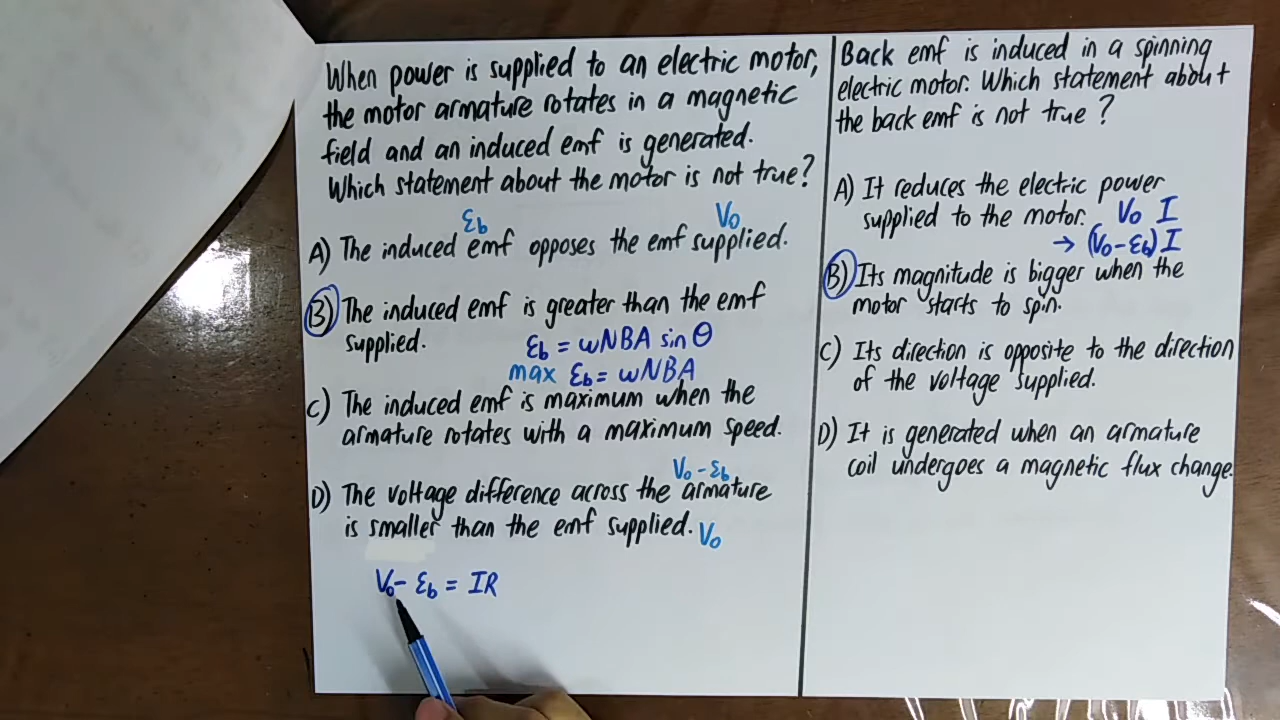 When power is supplied to an electric motor,
the motor armature rotates in a magnetic
field and an induced emf is generated.
Which statement about the motor is not true?
εb V₀
A) The induced emf opposes the emf supplied.
B) The induced emf is greater than the emf
supplied.
εb = ωNBA sin θ
max εb = ωNBA
C) The induced emf is maximum when the
armature rotates with a maximum speed.
V₀ - εb
D) The voltage difference across the armature
is smaller than the emf supplied. V₀
V₀ - εb = IR
Back emf is induced in a spinning
electric motor. Which statement about
the back emf is not true?
A) It reduces the electric power
supplied to the motor. V₀ I
→ (V₀ - εb) I
B) Its magnitude is bigger when the
motor starts to spin.
C) Its direction is opposite to the direction
of the voltage supplied.
D) It is generated when an armature
coil undergoes a magnetic flux change.